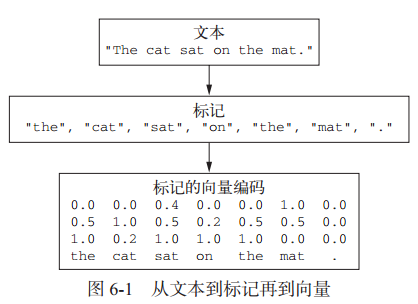 文本
"The cat sat on the mat."
标记
"the", "cat", "sat", "on", "the", "mat", "."
标记的向量编码
0.0 0.0 0.4 0.0 0.0 1.0 0.0
0.5 1.0 0.5 0.2 0.5 0.5 0.0
1.0 0.2 1.0 1.0 1.0 0.0 0.0
the cat sat on the mat .
图 6-1 从文本到标记再到向量